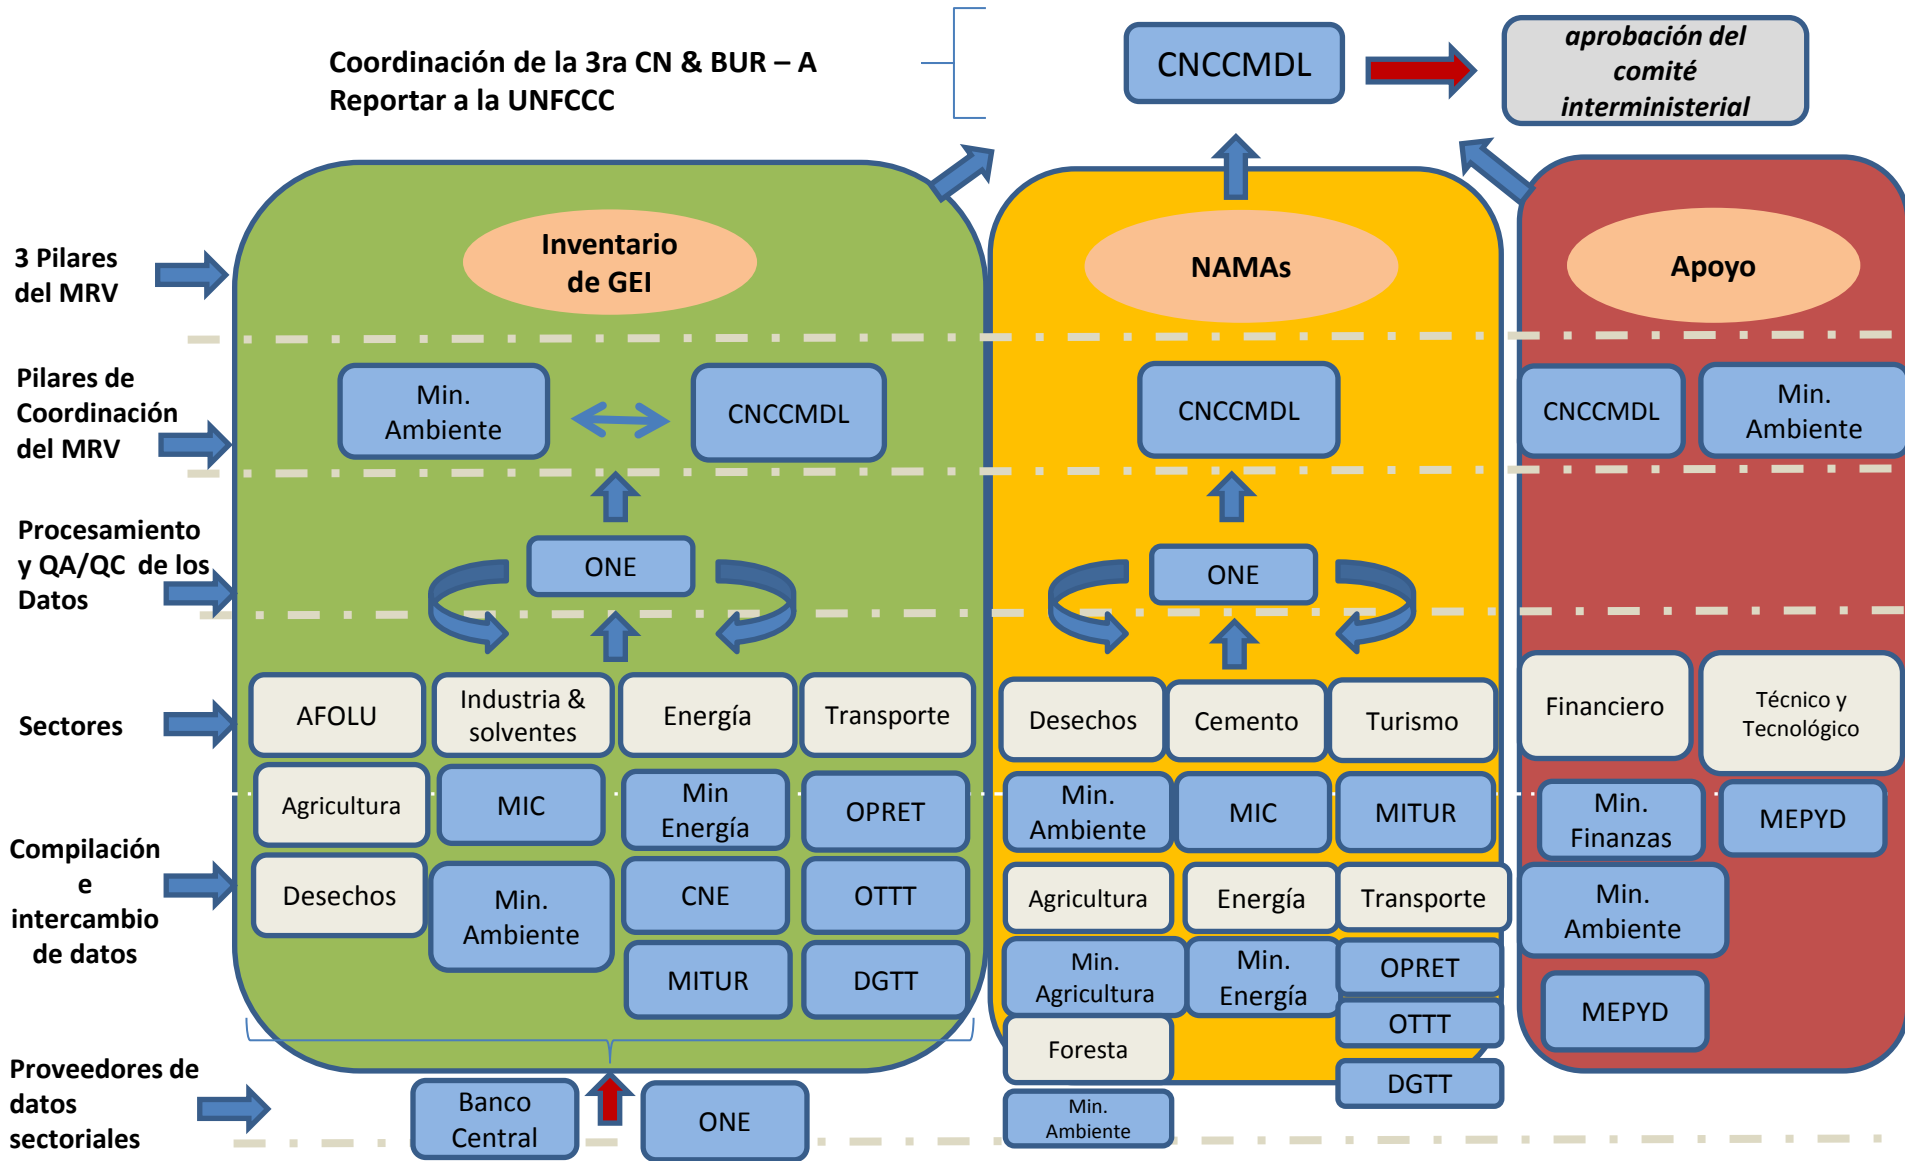 Coordinación de la 3ra CN & BUR – A
Reportar a la UNFCCC
CNCCMDL
aprobación del
comité
interministerial
3 Pilares
del MRV
Inventario
de GEI
NAMAs
Apoyo
Pilares de
Coordinación
del MRV
Min.
Ambiente
CNCCMDL
CNCCMDL
CNCCMDL
Min.
Ambiente
Procesamiento
y QA/QC de los
Datos
ONE
ONE
Sectores
AFOLU
Industria &
solventes
Energía
Transporte
Desechos
Cemento
Turismo
Financiero
Técnico y
Tecnológico
Compilación
e
intercambio
de datos
Agricultura
MIC
Min
Energía
OPRET
Min.
Ambiente
MIC
MITUR
Min.
Finanzas
MEPYD
Desechos
Min.
Ambiente
CNE
OTTT
Agricultura
Energía
Transporte
Min.
Ambiente
MITUR
DGTT
Min.
Agricultura
Min.
Energía
OPRET
OTTT
MEPYD
Foresta
DGTT
Min.
Ambiente
Proveedores de
datos
sectoriales
Banco
Central
ONE